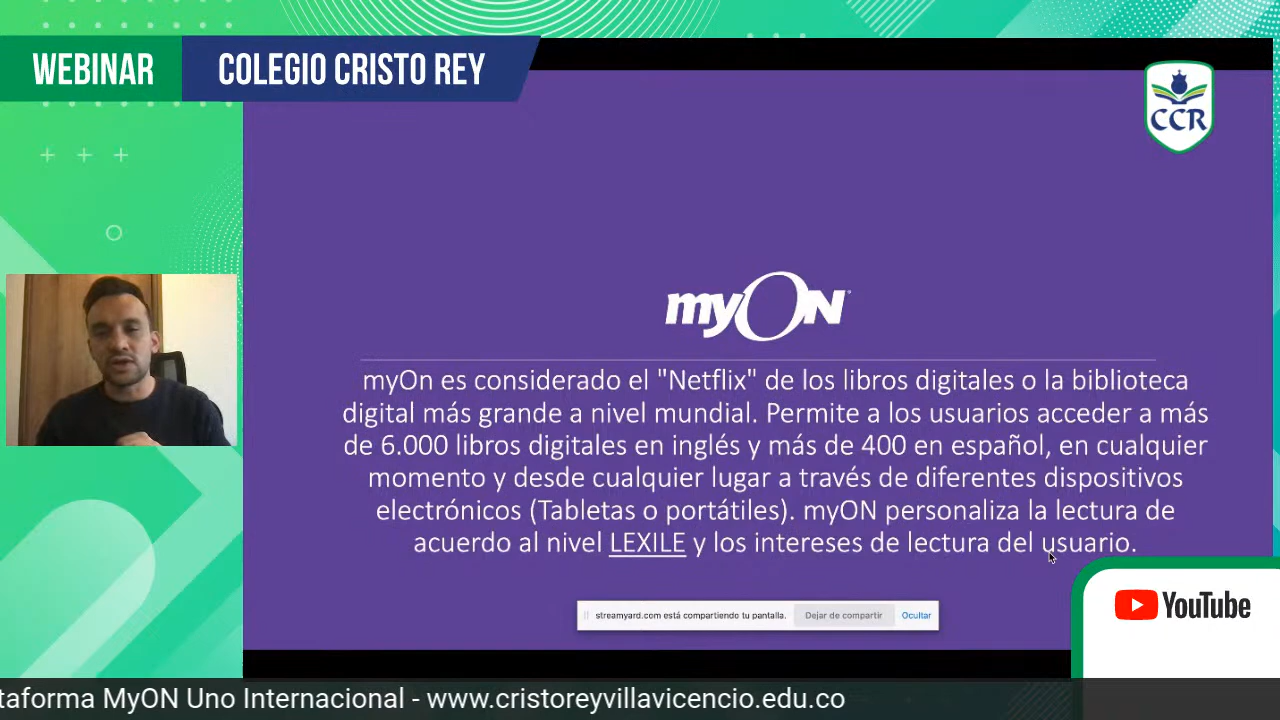 WEBINAR
COLEGIO CRISTO REY
CCR
myON
myOn es considerado el "Netflix" de los libros digitales o la biblioteca
digital más grande a nivel mundial. Permite a los usuarios acceder a más
de 6.000 libros digitales en inglés y más de 400 en español, en cualquier
momento y desde cualquier lugar a través de diferentes dispositivos
electrónicos (Tabletas o portátiles). myON personaliza la lectura de
acuerdo al nivel LEXILE y los intereses de lectura del usuario.
streamyard.com está compartiendo tu pantalla. Dejar de compartir Ocultar
YouTube
taforma MyON Uno Internacional - www.cristoreyvillavicencio.edu.co